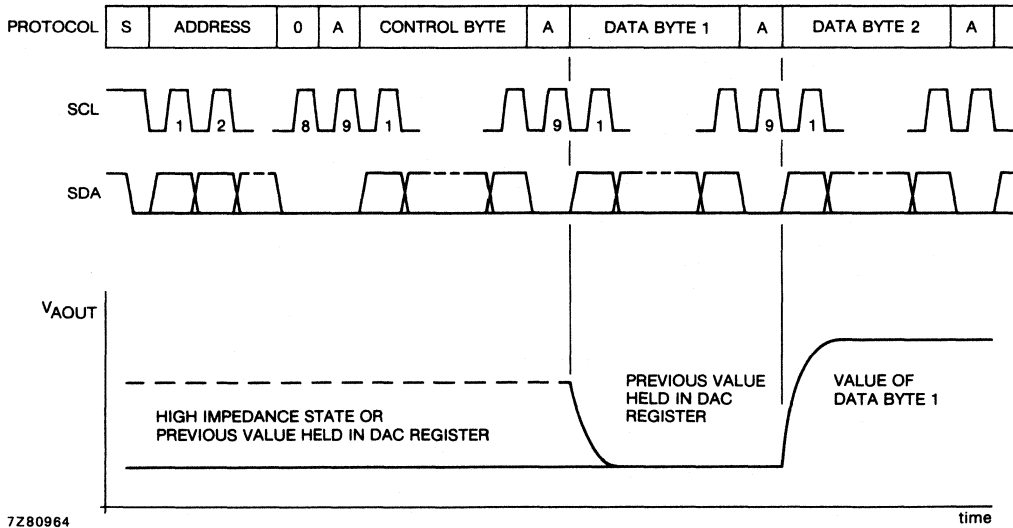 PROTOCOL S ADDRESS 0 A CONTROL BYTE A DATA BYTE 1 A DATA BYTE 2 A
SCL 1 2 8 9 1 9 1 9 1
SDA
VAOUT
HIGH IMPEDANCE STATE OR
PREVIOUS VALUE HELD IN DAC REGISTER
PREVIOUS VALUE
HELD IN DAC
REGISTER
VALUE OF
DATA BYTE 1
7Z80964
time